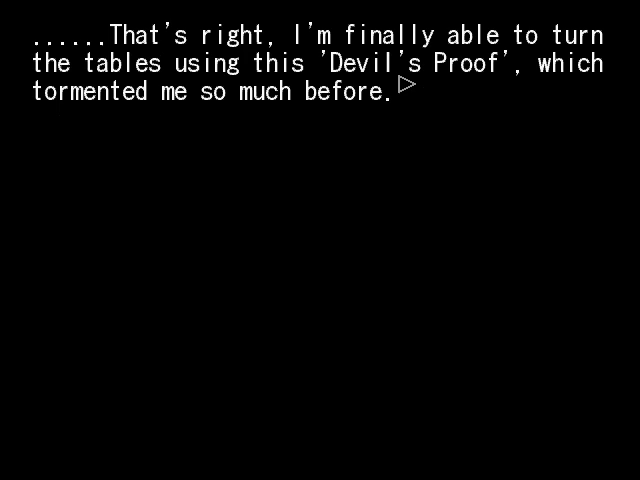 ......That's right, I'm finally able to turn
the tables using this 'Devil's Proof', which
tormented me so much before.